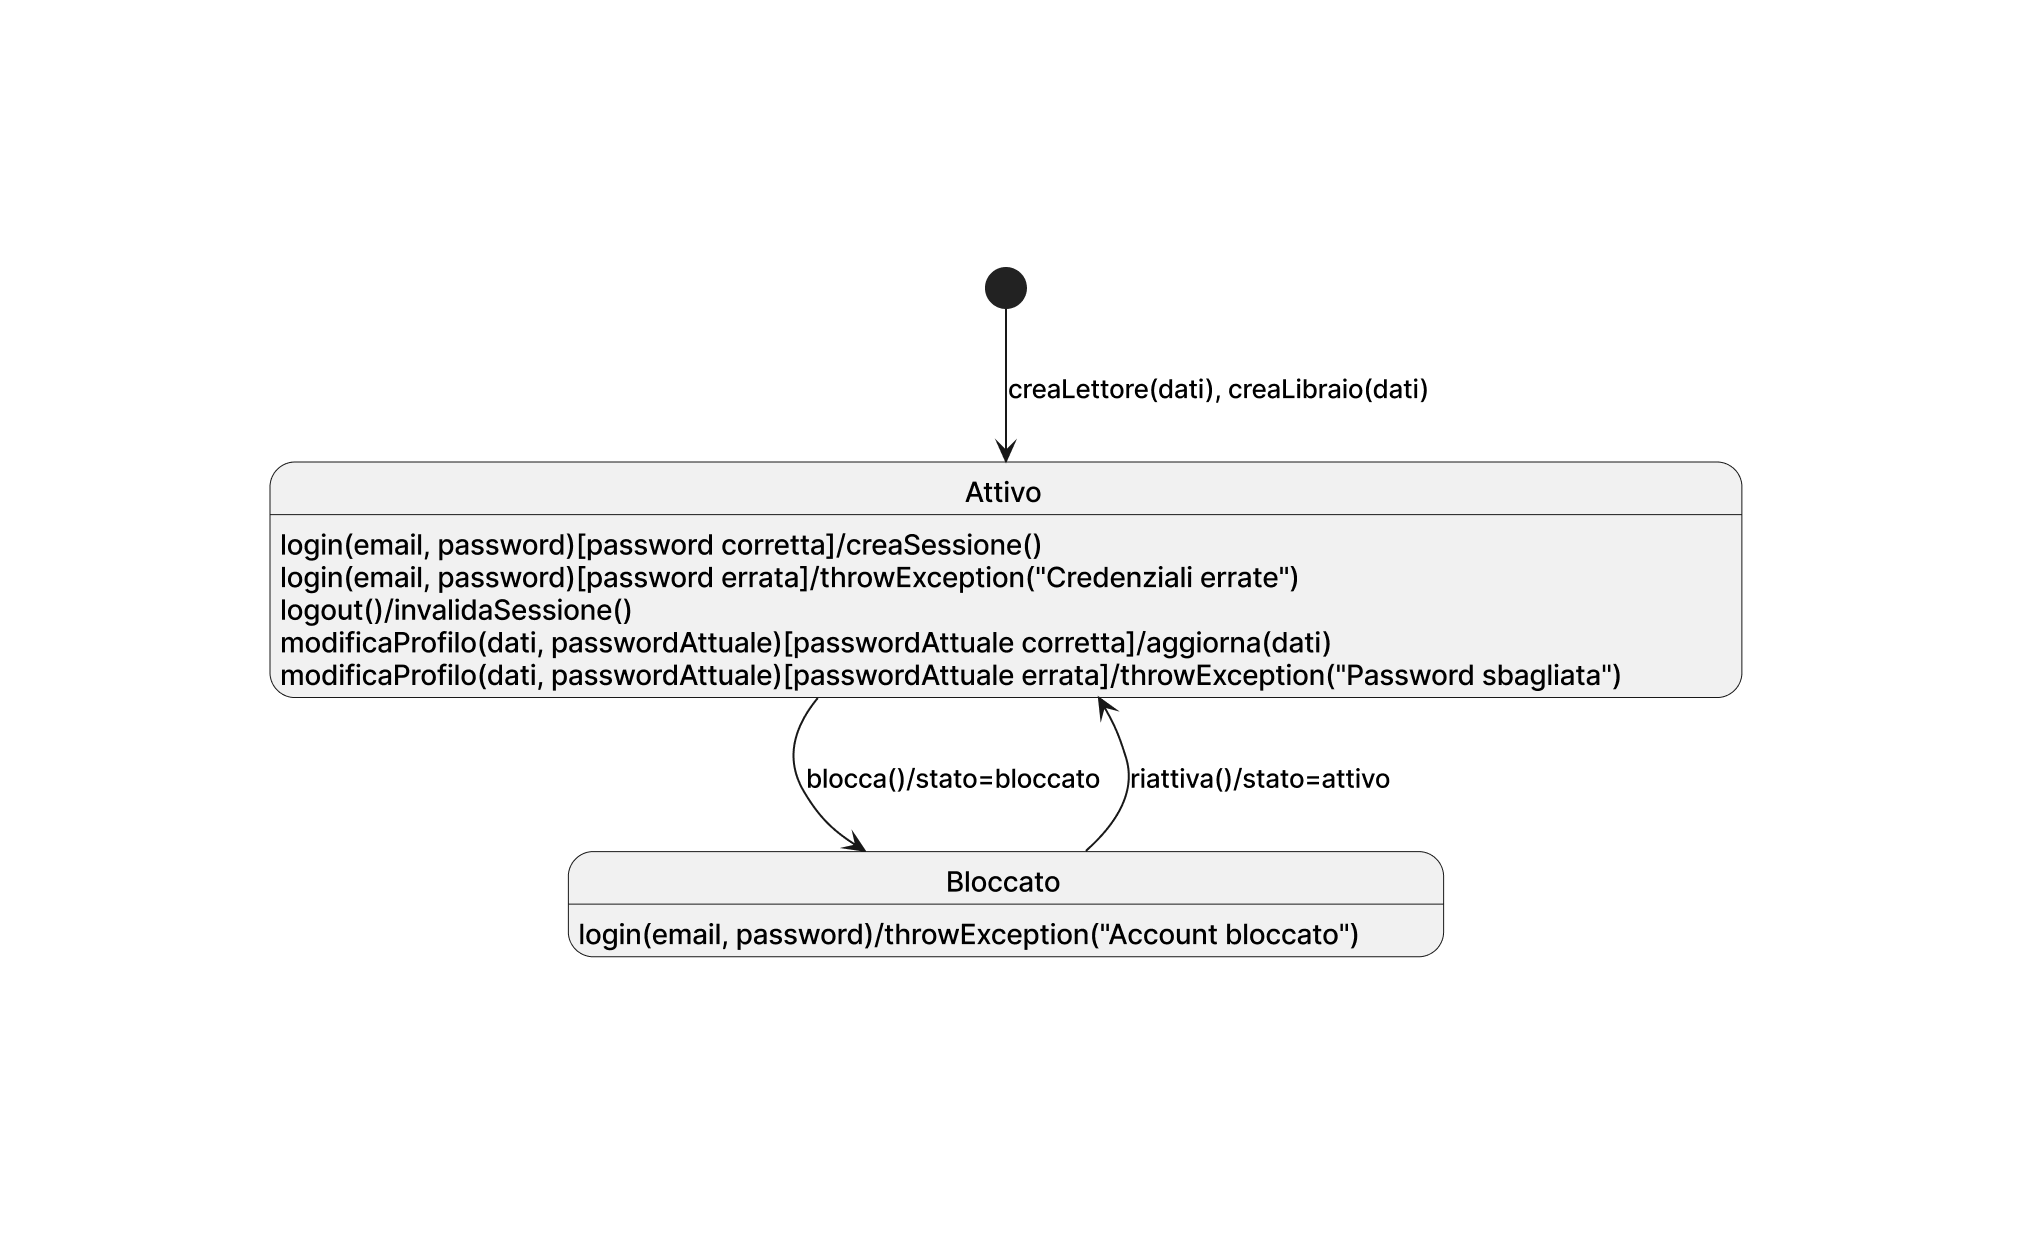 creaLettore(dati), creaLibraio(dati)
Attivo
login(email, password)[password corretta]/creaSessione()
login(email, password)[password errata]/throwException("Credenziali errate")
logout()/invalidaSessione()
modificaProfilo(dati, passwordAttuale)[passwordAttuale corretta]/aggiorna(dati)
modificaProfilo(dati, passwordAttuale)[passwordAttuale errata]/throwException("Password sbagliata")
blocca()/stato=bloccato
riattiva()/stato=attivo
Bloccato
login(email, password)/throwException("Account bloccato")